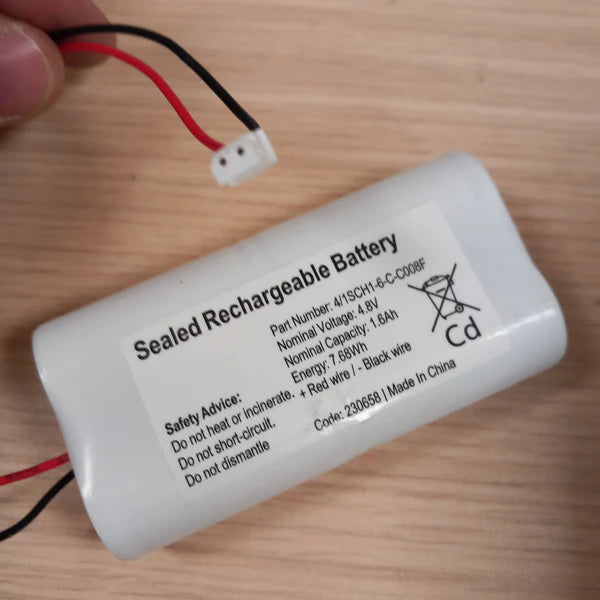 Sealed Rechargeable Battery
Part Number: 4/1SCH1-6-C-C008F
Nominal Voltage: 4.8V
Nominal Capacity: 1.6Ah
Energy: 7.68Wh
+ Red wire / - Black wire
Code: 230658 | Made In China
Cd
Safety Advice:
Do not heat or incinerate.
Do not short-circuit.
Do not dismantle